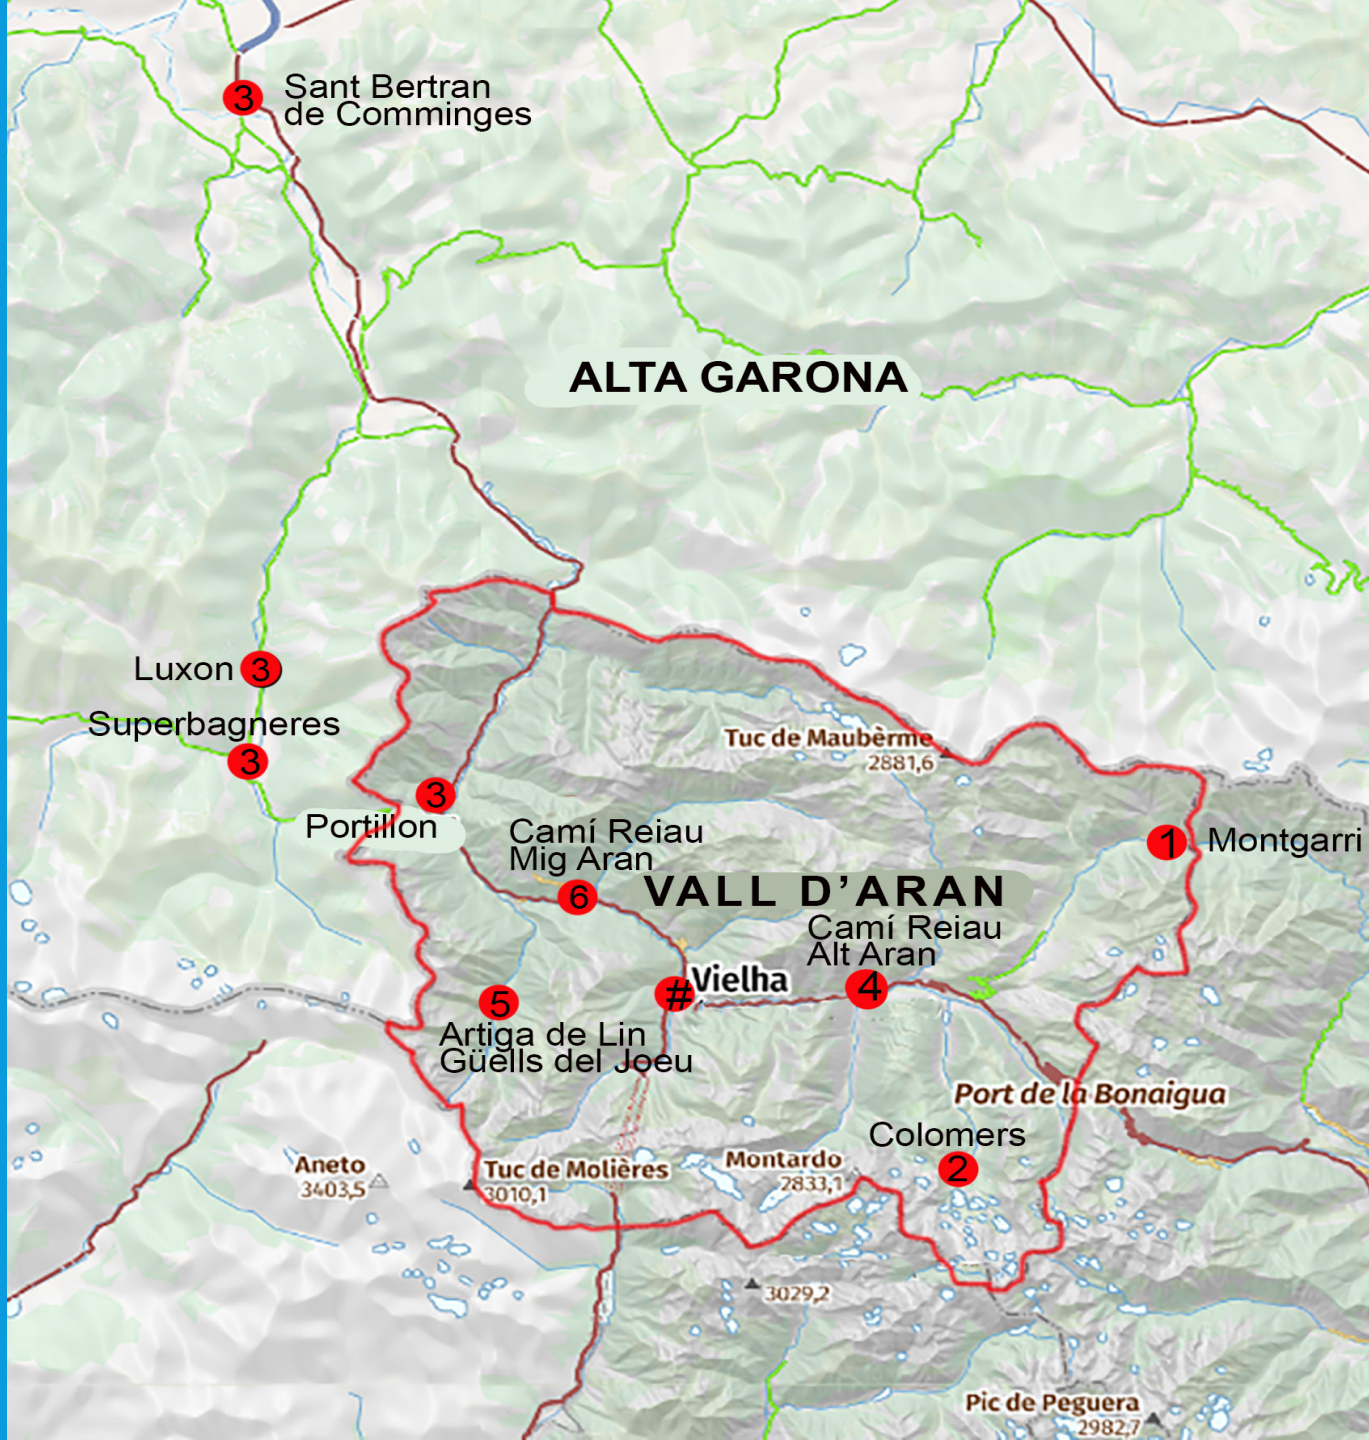 3
Sant Bertran
de Comminges
ALTA GARONA
Luxon
3
Superbagneres
3
Tuc de Maubèrme
2881,6
3
Portillon
Camí Reiau
Mig Aran
6
1
Montgarri
VALL D’ARAN
Camí Reiau
Alt Aran
4
#
Vielha
5
Artiga de Lin
Güells del Joeu
Port de la Bonaigua
Colomers
2
Aneto
3403,5
Tuc de Molières
3010,1
Montardo
2833,1
3029,2
Pic de Peguera
2982,7